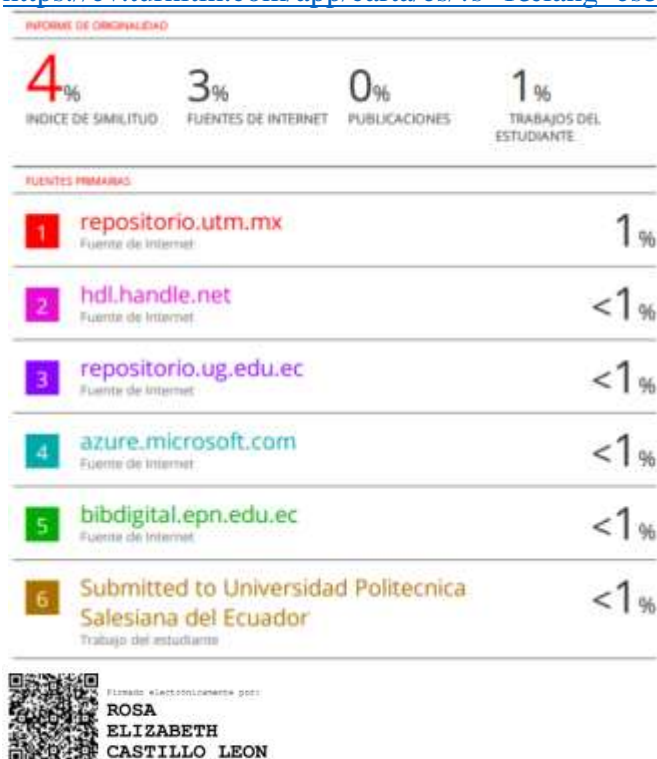 INFORME DE ORIGINALIDAD
4%
INDICE DE SIMILITUD
3%
FUENTES DE INTERNET
0%
PUBLICACIONES
1%
TRABAJOS DEL
ESTUDIANTE
FUENTES PRIMARIAS
1
repositorio.utm.mx
Fuente de Internet
1%
2
hdl.handle.net
Fuente de Internet
<1%
3
repositorio.ug.edu.ec
Fuente de Internet
<1%
4
azure.microsoft.com
Fuente de Internet
<1%
5
bibdigital.epn.edu.ec
Fuente de Internet
<1%
6
Submitted to Universidad Politecnica
Salesiana del Ecuador
Trabajo del estudiante
<1%
Firmado electrónicamente por:
ROSA
ELIZABETH
CASTILLO LEON